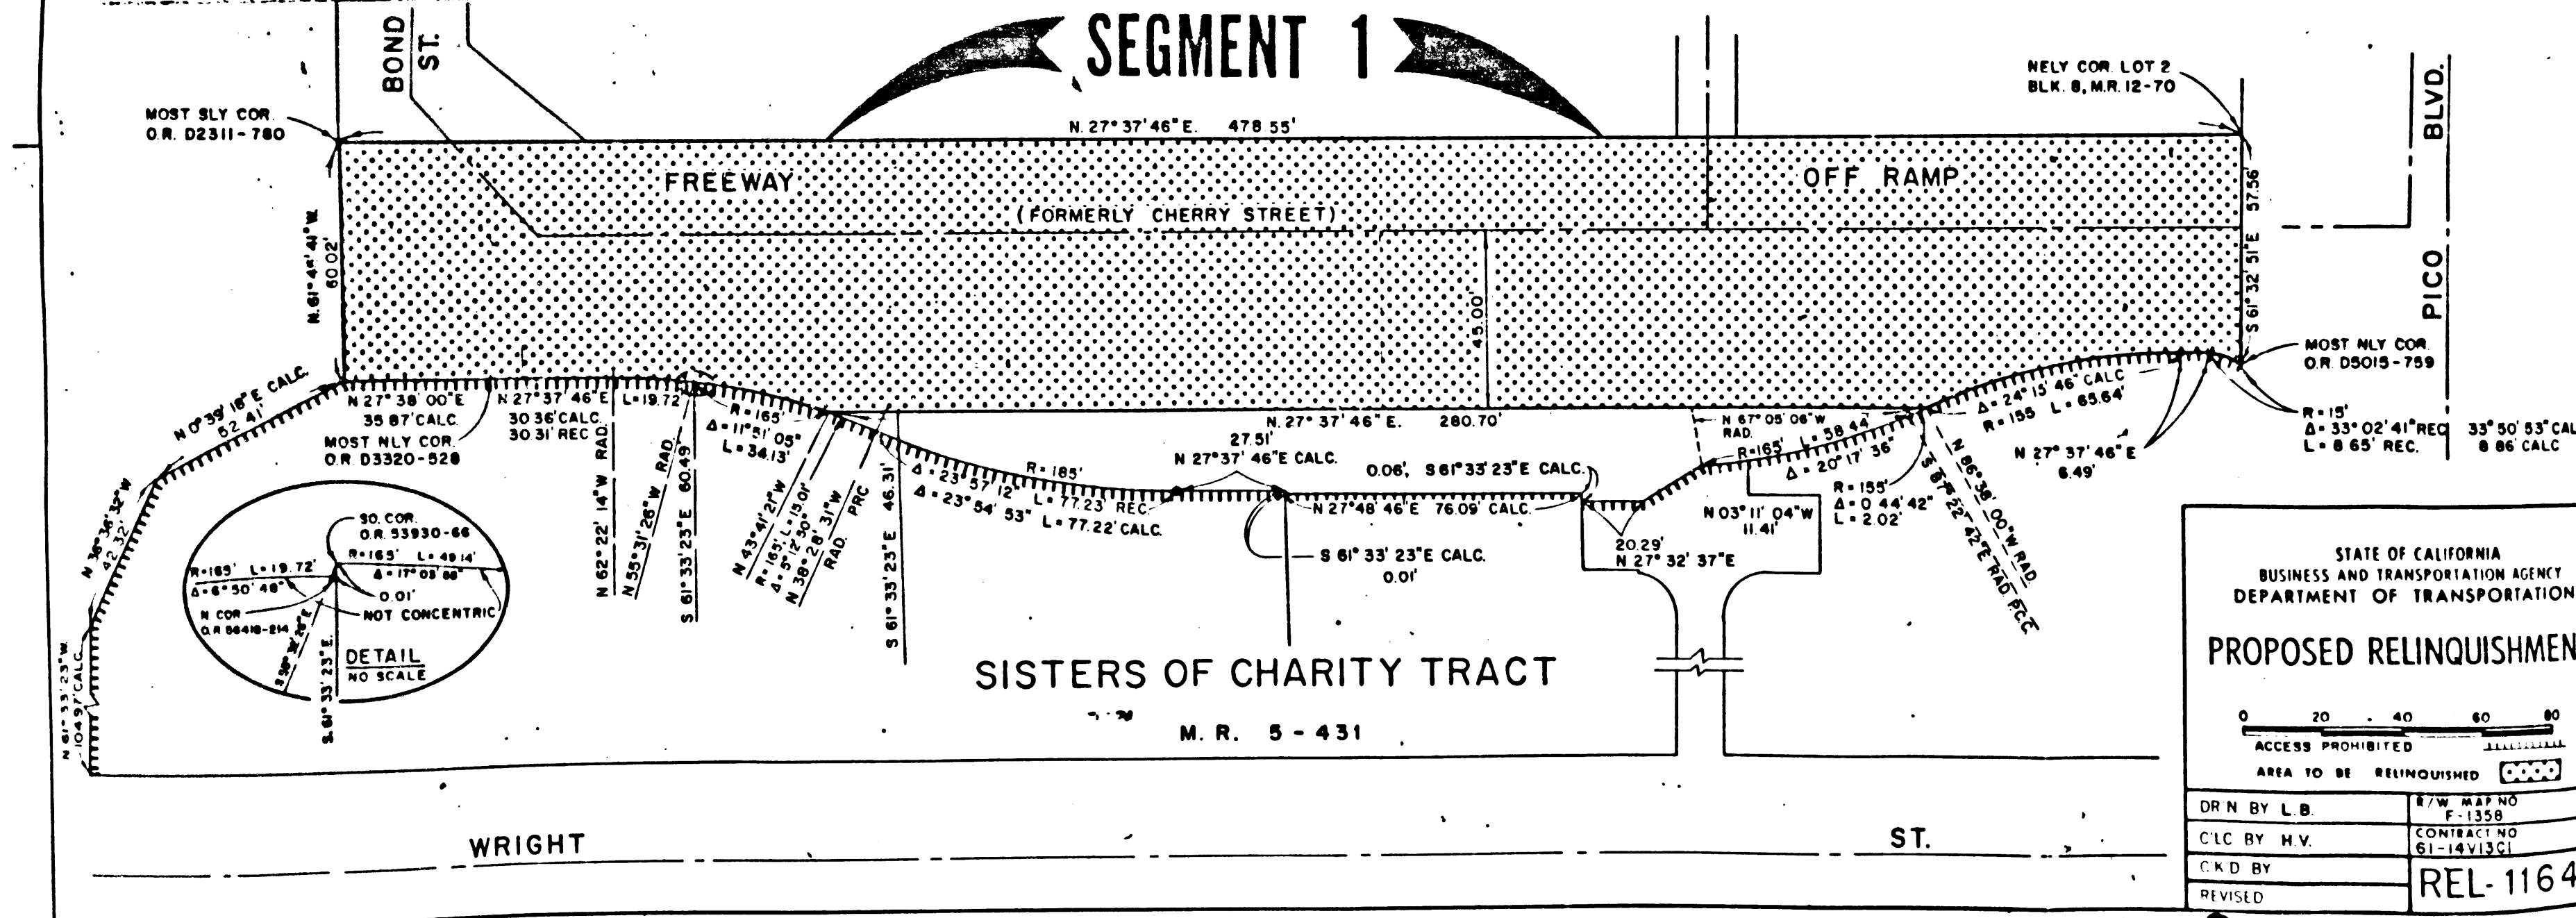 SEGMENT 1
BOND
ST.
MOST SLY COR.
O.R. D2311-780
N. 27° 37' 46" E. 478.55'
NELY COR. LOT 2
BLK. 8, M.R. 12-70
BLVD.
PICO
FREEWAY
OFF RAMP
(FORMERLY CHERRY STREET)
N. 61° 41" W.
60.02'
45.00'
S 61° 32' 51" E 57.56'
MOST NLY COR.
O.R. D5015-759
N 0° 39' 18" E CALC.
52.41'
N 27° 38' 00" E
35.87' CALC.
MOST NLY COR.
O.R. D3320-528
N 27° 37' 46" E
30.36' CALC.
30.31' REC
L=19.72'
N 62° 22' 14" W RAD.
N 55° 31' 26" W RAD.
S 61° 33' 23" E 60.49'
R=165'
Δ=11° 51' 05"
L=34.13'
N 43° 41' 21" W
R=165', L=15.01'
Δ=5° 12' 50"
N 38° 28' 31" W
RAD. PRC
S 61° 33' 23" E 46.31'
R=185'
Δ=23° 57' 12" L=77.23' REC
Δ=23° 54' 53" L=77.22' CALC.
N. 27° 37' 46" E. 280.70'
27.51'
N 27° 37' 46" E CALC.
0.06', S 61° 33' 23" E CALC.
N 27° 48' 46" E 76.09' CALC.
S 61° 33' 23" E CALC.
0.01'
20.29'
N 27° 32' 37" E
N 67° 05' 06" W
RAD.
R=165' L=58.44'
Δ=20° 17' 36"
N 03° 11' 04" W
11.41'
R=155'
Δ=0 44' 42"
L=2.02'
N 86° 38' 00" W RAD.
S 87° 22' 42" E RAD. P.C.C.
Δ=24° 15' 46" CALC
R=155 L=65.64'
N 27° 37' 46" E
6.49'
R=15'
Δ=33° 02' 41" REC 33° 50' 53" CAL
L=8.65' REC. 8.86' CALC
N 36° 36' 32" W
42.32'
N 61° 33' 23" W.
104.97' CALC.
SO. COR.
O.R. 53930-66
R=165' L=19.72'
Δ=6° 50' 48"
R=165' L=49.14'
Δ=17° 03'
0.01'
N COR
NOT CONCENTRIC
S. 61° 33' 23" E.
DETAIL
NO SCALE
SISTERS OF CHARITY TRACT
M. R. 5 - 431
WRIGHT ST.
STATE OF CALIFORNIA
BUSINESS AND TRANSPORTATION AGENCY
DEPARTMENT OF TRANSPORTATION
PROPOSED RELINQUISHMEN
0 20 40 60 80
ACCESS PROHIBITED
AREA TO BE RELINQUISHED
DR'N BY L.B.
R/W MAP NO
F-1358
C'LC BY H.V.
CONTRACT NO
61-14V13C1
C'K'D BY
REVISED
REL-1164